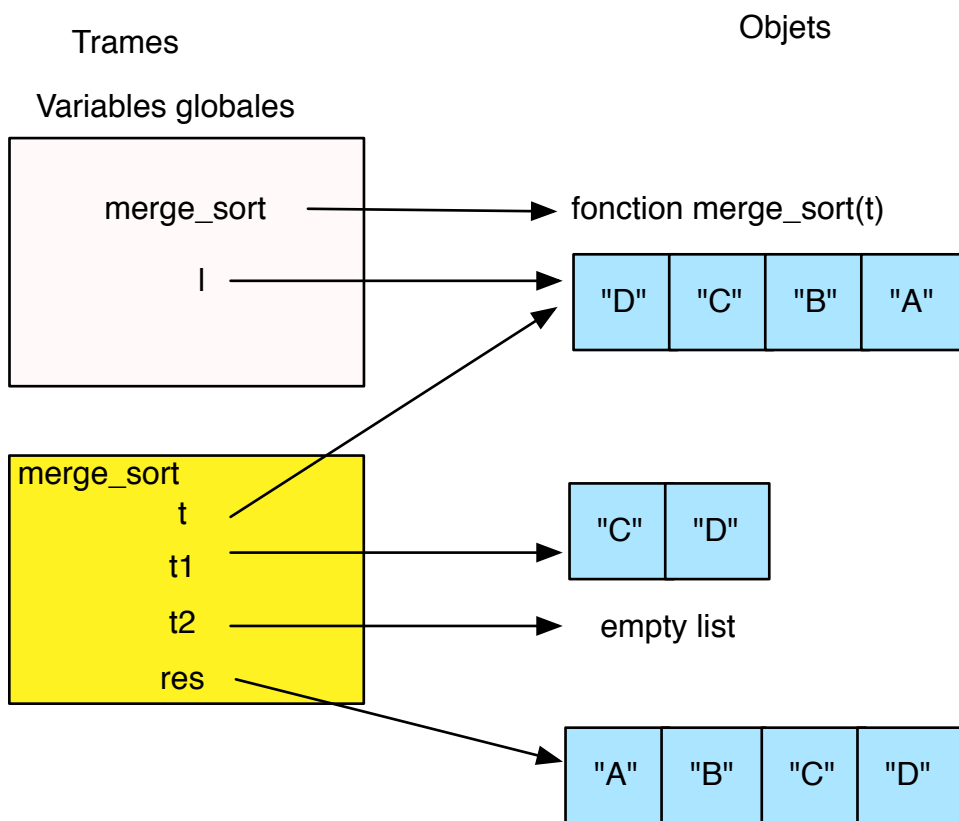 Trames
Objets
Variables globales
merge_sort
fonction merge_sort(t)
l
"D" "C" "B" "A"
merge_sort
t
"C" "D"
t1
t2
empty list
res
"A" "B" "C" "D"